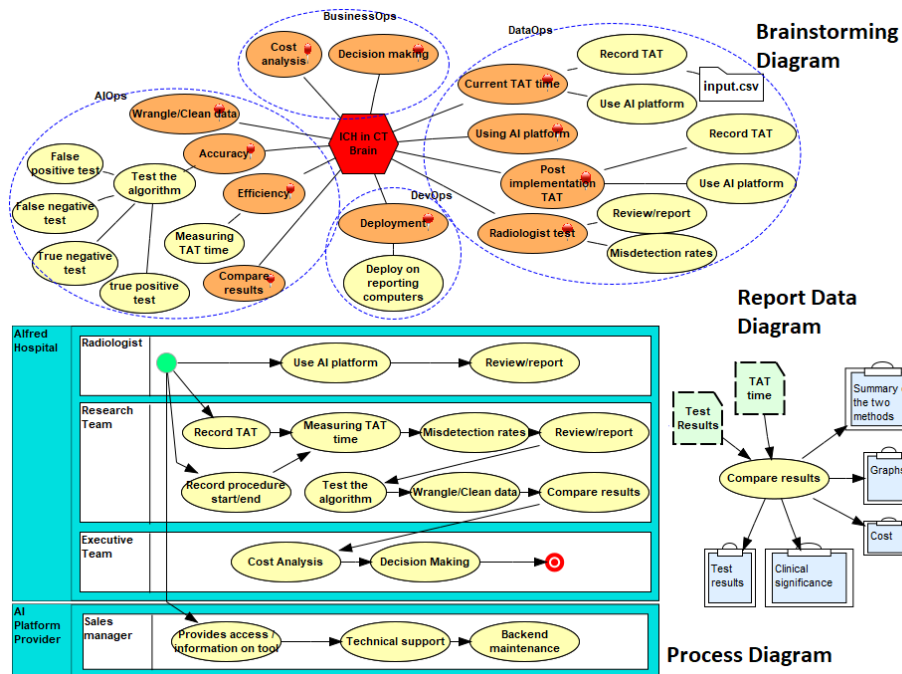 BusinessOps
Cost
analysis
Decision making
DataOps
Brainstorming
Diagram
Record TAT
Current TAT time
input.csv
Use AI platform
AIOps
Wrangle/Clean data
ICH in CT
Brain
Using AI platform
Record TAT
Accuracy
False
positive test
Test the
algorithm
Post
implementation
TAT
Use AI platform
Efficiency
False negative
test
DevOps
Deployment
Review/report
Radiologist test
Measuring
TAT time
Misdetection rates
True negative
test
Compare
results
Deploy on
reporting
computers
true positive
test
Report Data
Diagram
Alfred
Hospital
Radiologist
Use AI platform
Review/report
Research
Team
Record TAT
Measuring TAT
time
Misdetection rates
Review/report
Record procedure
start/end
Test the
algorithm
Wrangle/Clean data
Compare results
Executive
Team
Cost Analysis
Decision Making
AI
Platform
Provider
Sales
manager
Provides access /
information on tool
Technical support
Backend
maintenance
TAT
time
Test
Results
Summary
the two
methods
Compare results
Graphs
Cost
Test
results
Clinical
significance
Process Diagram